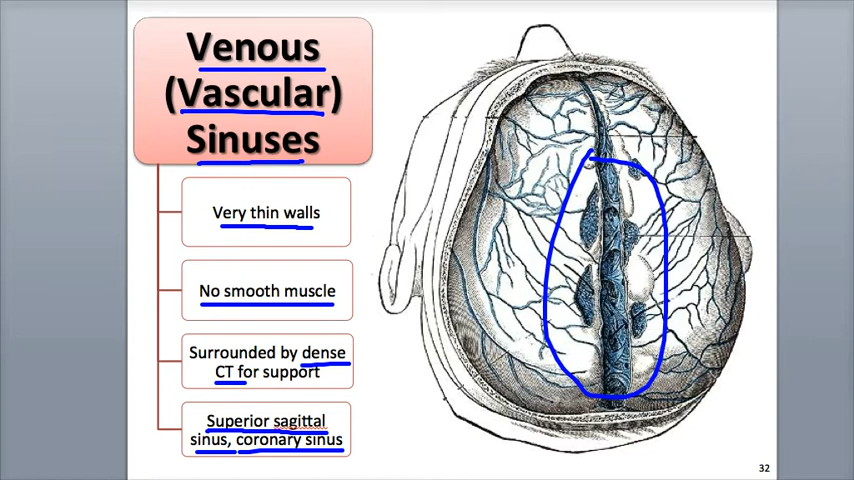 Venous
(Vascular)
Sinuses
Very thin walls
No smooth muscle
Surrounded by dense
CT for support
Superior sagittal
sinus, coronary sinus
32